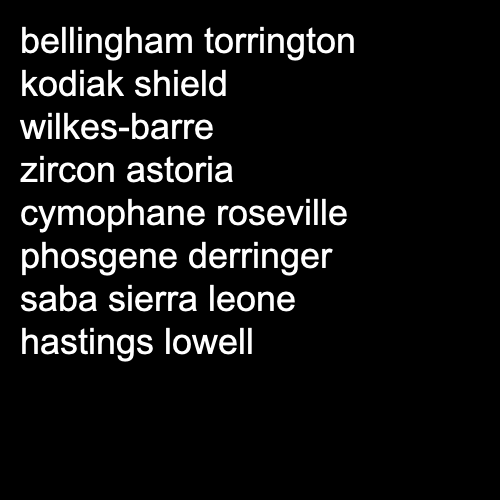 bellingham torrington
kodiak shield
wilkes-barre
zircon astoria
cymophane roseville
phosgene derringer
saba sierra leone
hastings lowell